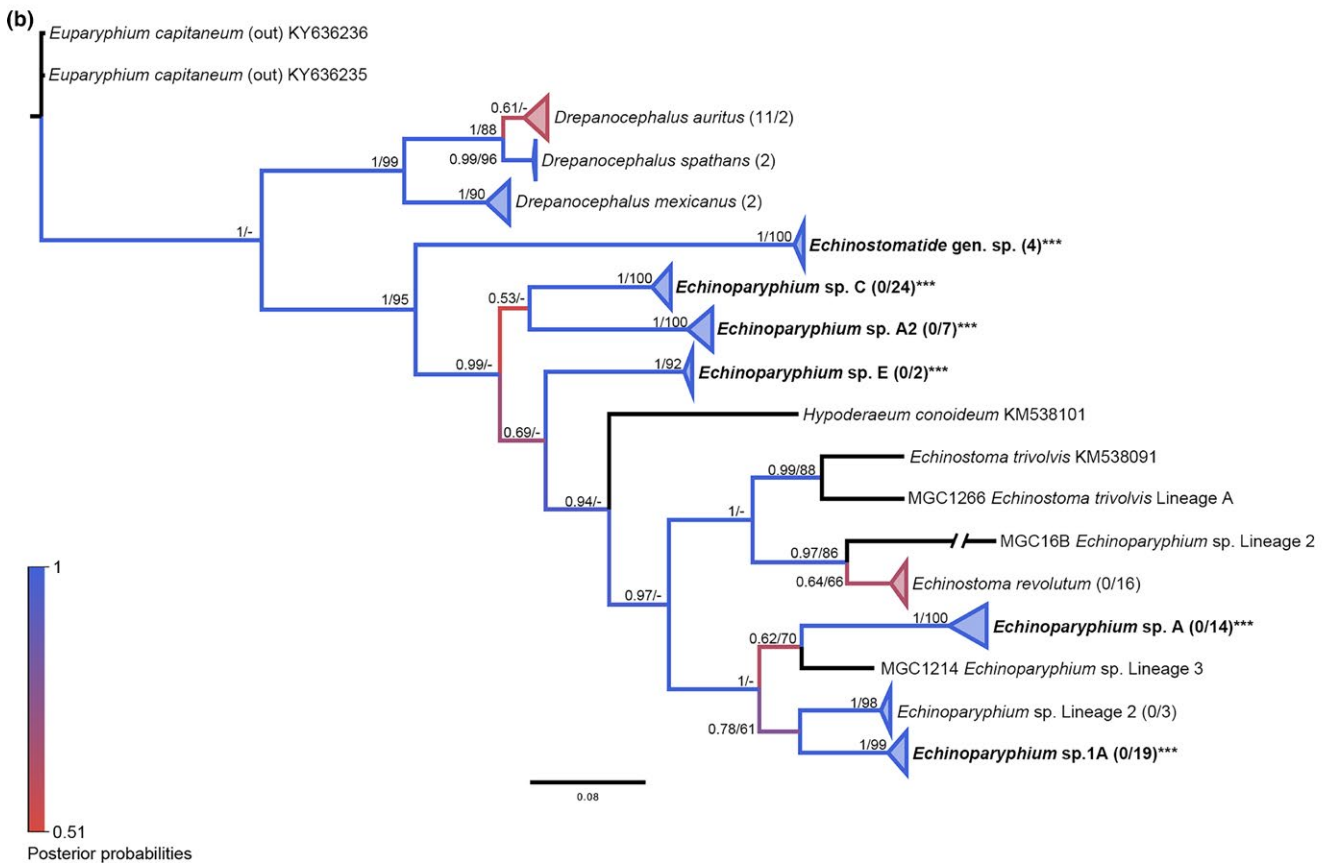 (b)
Euparyphium capitaneum (out) KY636236
Euparyphium capitaneum (out) KY636235
0.61/-
Drepanocephalus auritus (11/2)
1/88
0.99/96
Drepanocephalus spathans (2)
1/99
1/90
Drepanocephalus mexicanus (2)
1/-
1/100
Echinostomatide gen. sp. (4)***
1/95
1/100
Echinoparyphium sp. C (0/24)***
0.53/-
1/100
Echinoparyphium sp. A2 (0/7)***
0.99/-
1/92
Echinoparyphium sp. E (0/2)***
0.69/-
Hypoderaeum conoideum KM538101
0.94/-
Echinostoma trivolvis KM538091
0.99/88
MGC1266 Echinostoma trivolvis Lineage A
1/-
MGC16B Echinoparyphium sp. Lineage 2
0.97/86
0.64/66
Echinostoma revolutum (0/16)
0.97/-
1/100
Echinoparyphium sp. A (0/14)***
0.62/70
MGC1214 Echinoparyphium sp. Lineage 3
1/-
1/98
Echinoparyphium sp. Lineage 2 (0/3)
0.78/61
1/99
Echinoparyphium sp.1A (0/19)***
0.08
1
0.51
Posterior probabilities